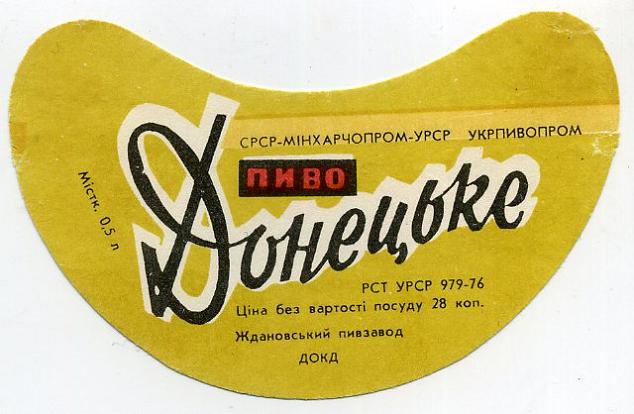 СРСР-МІНХАРЧОПРОМ-УРСР УКРПИВОПРОМ
ПИВО
Донецьке
Містк. 0,5 л
РСТ УРСР 979-76
Ціна без вартості посуду 28 коп.
Ждановський пивзавод
ДОКД